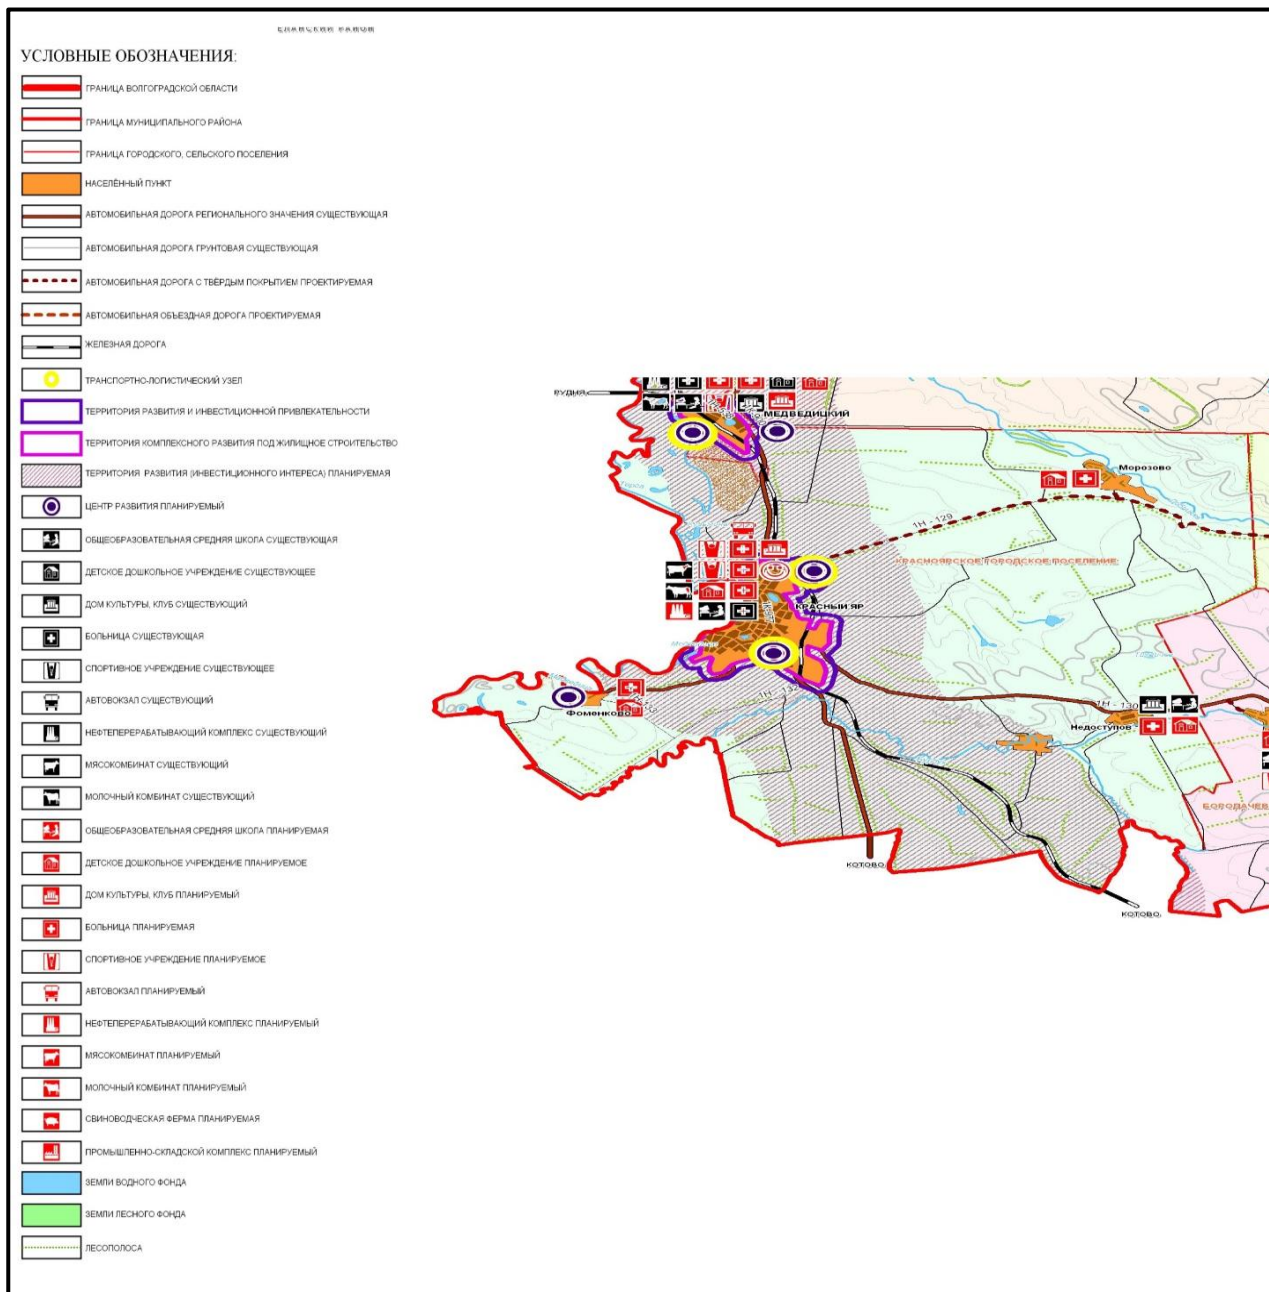 УСЛОВНЫЕ ОБОЗНАЧЕНИЯ:
ГРАНИЦА ВОЛГОГРАДСКОЙ ОБЛАСТИ
ГРАНИЦА МУНИЦИПАЛЬНОГО РАЙОНА
ГРАНИЦА ГОРОДСКОГО, СЕЛЬСКОГО ПОСЕЛЕНИЯ
НАСЕЛЁННЫЙ ПУНКТ
АВТОМОБИЛЬНАЯ ДОРОГА РЕГИОНАЛЬНОГО ЗНАЧЕНИЯ СУЩЕСТВУЮЩАЯ
АВТОМОБИЛЬНАЯ ДОРОГА ГРУНТОВАЯ СУЩЕСТВУЮЩАЯ
АВТОМОБИЛЬНАЯ ДОРОГА С ТВЁРДЫМ ПОКРЫТИЕМ ПРОЕКТИРУЕМАЯ
АВТОМОБИЛЬНАЯ ОБЪЕЗДНАЯ ДОРОГА ПРОЕКТИРУЕМАЯ
ЖЕЛЕЗНАЯ ДОРОГА
ТРАНСПОРТНО-ЛОГИСТИЧЕСКИЙ УЗЕЛ
ТЕРРИТОРИЯ РАЗВИТИЯ И ИНВЕСТИЦИОННОЙ ПРИВЛЕКАТЕЛЬНОСТИ
ТЕРРИТОРИЯ КОМПЛЕКСНОГО РАЗВИТИЯ ПОД ЖИЛИЩНОЕ СТРОИТЕЛЬСТВО
ТЕРРИТОРИЯ РАЗВИТИЯ (ИНВЕСТИЦИОННОГО ИНТЕРЕСА) ПЛАНИРУЕМАЯ
ЦЕНТР РАЗВИТИЯ ПЛАНИРУЕМЫЙ
ОБЩЕОБРАЗОВАТЕЛЬНАЯ СРЕДНЯЯ ШКОЛА СУЩЕСТВУЮЩАЯ
ДЕТСКОЕ ДОШКОЛЬНОЕ УЧРЕЖДЕНИЕ СУЩЕСТВУЮЩЕЕ
ДОМ КУЛЬТУРЫ, КЛУБ СУЩЕСТВУЮЩИЙ
БОЛЬНИЦА СУЩЕСТВУЮЩАЯ
СПОРТИВНОЕ УЧРЕЖДЕНИЕ СУЩЕСТВУЮЩЕЕ
АВТОВОКЗАЛ СУЩЕСТВУЮЩИЙ
НЕФТЕПЕРЕРАБАТЫВАЮЩИЙ КОМПЛЕКС СУЩЕСТВУЮЩИЙ
МЯСОКОМБИНАТ СУЩЕСТВУЮЩИЙ
МОЛОЧНЫЙ КОМБИНАТ СУЩЕСТВУЮЩИЙ
ОБЩЕОБРАЗОВАТЕЛЬНАЯ СРЕДНЯЯ ШКОЛА ПЛАНИРУЕМАЯ
ДЕТСКОЕ ДОШКОЛЬНОЕ УЧРЕЖДЕНИЕ ПЛАНИРУЕМОЕ
ДОМ КУЛЬТУРЫ, КЛУБ ПЛАНИРУЕМЫЙ
БОЛЬНИЦА ПЛАНИРУЕМАЯ
СПОРТИВНОЕ УЧРЕЖДЕНИЕ ПЛАНИРУЕМОЕ
АВТОВОКЗАЛ ПЛАНИРУЕМЫЙ
НЕФТЕПЕРЕРАБАТЫВАЮЩИЙ КОМПЛЕКС ПЛАНИРУЕМЫЙ
МЯСОКОМБИНАТ ПЛАНИРУЕМЫЙ
МОЛОЧНЫЙ КОМБИНАТ ПЛАНИРУЕМЫЙ
СВИНОВОДЧЕСКАЯ ФЕРМА ПЛАНИРУЕМАЯ
ПРОМЫШЛЕННО-СКЛАДСКОЙ КОМПЛЕКС ПЛАНИРУЕМЫЙ
ЗЕМЛИ ВОДНОГО ФОНДА
ЗЕМЛИ ЛЕСНОГО ФОНДА
ЛЕСОПОЛОСА
РУДНЯ
МЕДВЕДИЦКИЙ
Морозово
1Н - 129
КРАСНОЯРСКОЕ ГОРОДСКОЕ ПОСЕЛЕНИЕ
КРАСНЫЙ ЯР
1Н - 132
Фоменково
1Н - 130
Недоступов
БОРОДАЧЕВ
КОТОВО
КОТОВО